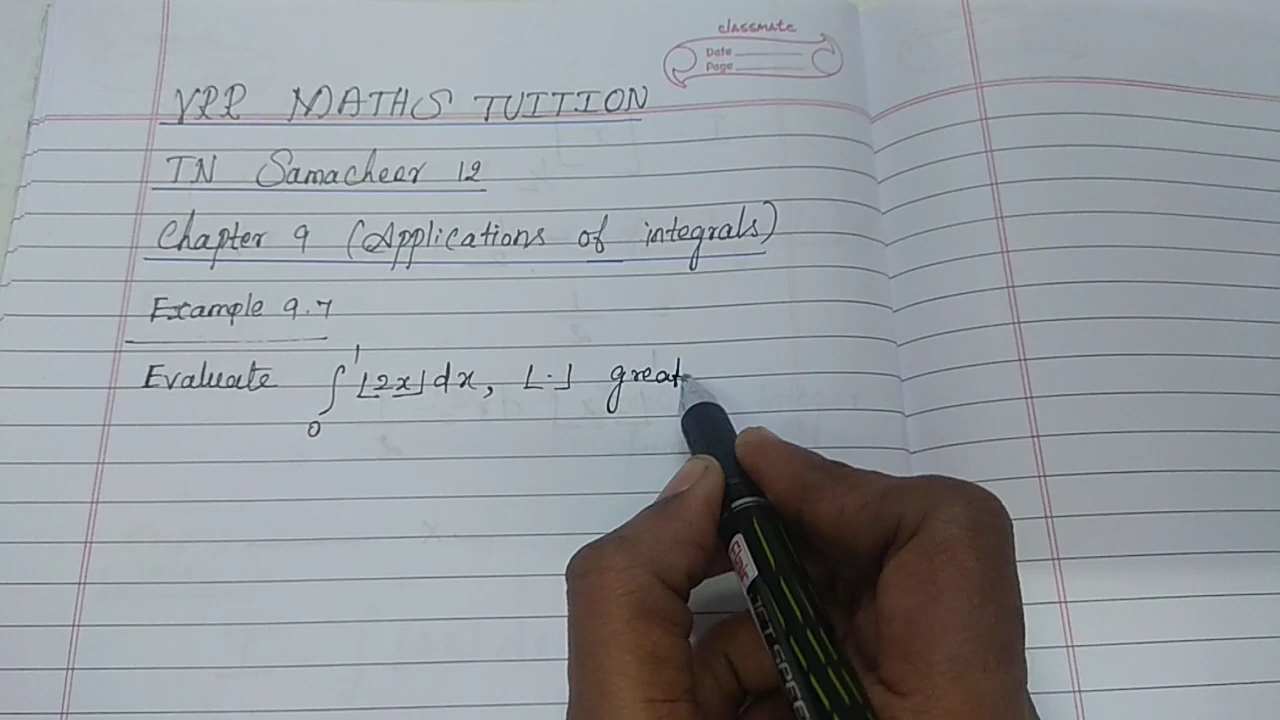 classmate
Date
Page
VRR MATHS TUITION
TN Samacheer 12
Chapter 9 (Applications of integrals)
Example 9.7
Evaluate ∫₀¹ ⌊2x⌋ dx, ⌊·⌋ great